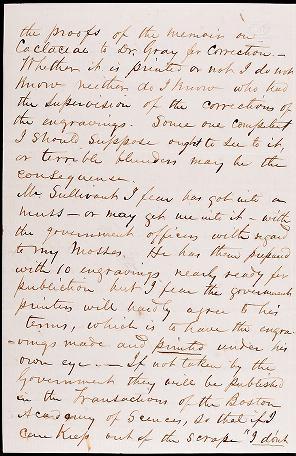 the proofs of the memoir on
Caclaceae to Dr. Gray for Correction. —
Whether it is printed or not I do not
Know neither do I Know who had
the supervision of the corrections of
the engravings. Some one competent
I should suppose ought to see to it,
or terrible blunders may be the
consequence.
Mr. Sullivant I fear has got into a
muss — or may get me into it — with
the government officers with regard
to my Mosses. He has them prepared
with 10 engravings nearly ready for
publiction but I fear the governments
printers will hardly agree to his
terms, which is to have the engra-
-vings made and printed under his
own eye — — If not taken by the
Government they will be published
in the Transactions of the Boston
Academy of Sciences, so that if I
can Keep out of the scrape "I don't